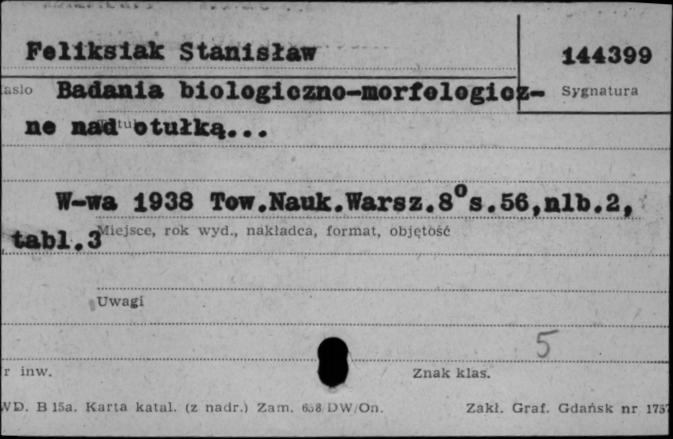 Feliksiak Stanisław
144399
asło Badania biologiczno-morfologicz- Sygnatura
ne nad otułką...
W-wa 1938 Tow.Nauk.Warsz.8°s.56,nlb.2,
tabl.3
Miejsce, rok wyd., nakładca, format, objętość
Uwagi
5
r inw.
Znak klas.
WD. B 15a. Karta katal. (z nadr.) Zam. DW/On.
Zakł. Graf. Gdańsk nr 1757